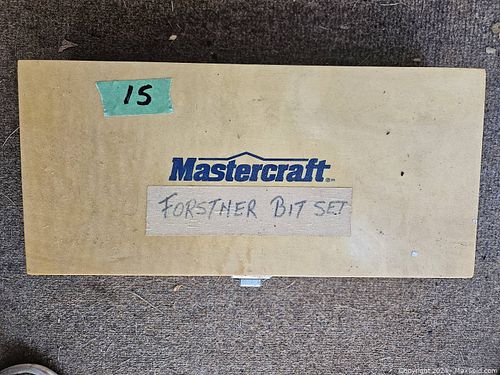 15
Mastercraft®
FORSTNER BIT SET
Copyright 2024 - MaxSold.com